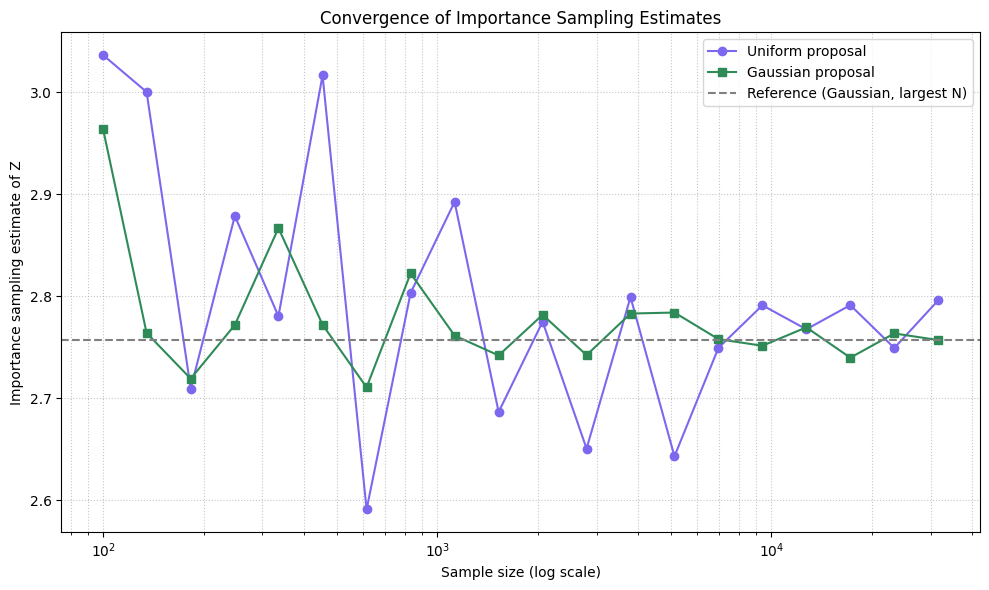 Convergence of Importance Sampling Estimates
Uniform proposal
Gaussian proposal
Reference (Gaussian, largest N)
Importance sampling estimate of Z
3.0
2.9
2.8
2.7
2.6
10²
10³
10⁴
Sample size (log scale)